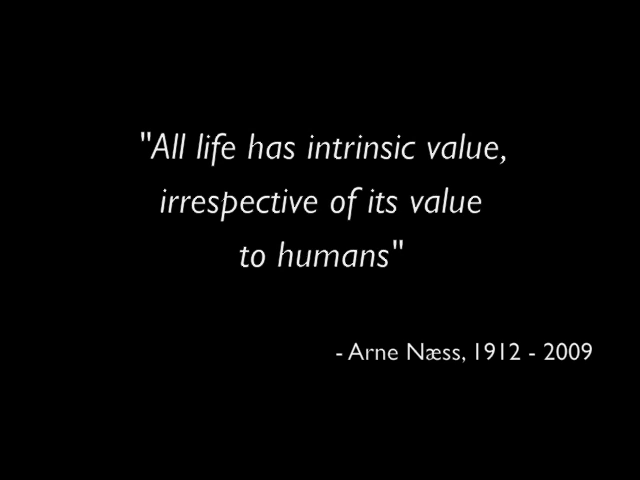 "All life has intrinsic value,
irrespective of its value
to humans"
- Arne Næss, 1912 - 2009